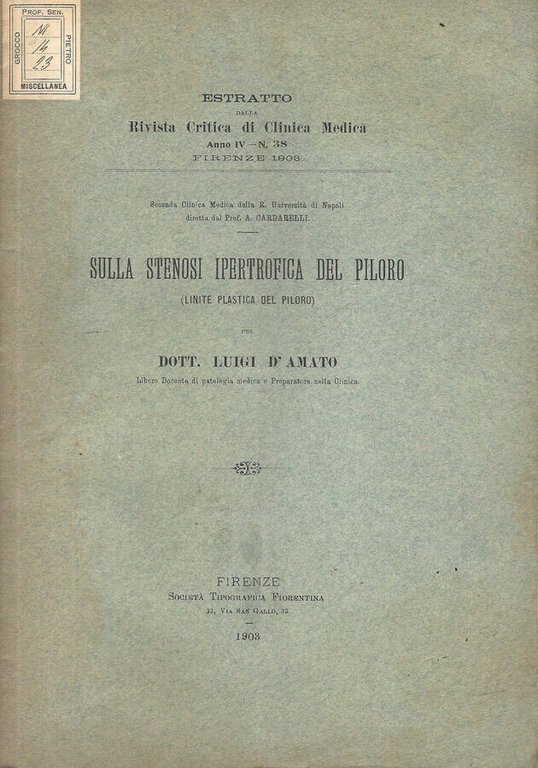 PROF. SEN.
GROCCO
PIETRO
M
14
23
MISCELLANEA
ESTRATTO
DALLA
Rivista Critica di Clinica Medica
Anno IV — N. 38
FIRENZE 1903
Seconda Clinica Medica della R. Università di Napoli
diretta dal Prof. A. CARDARELLI.
SULLA STENOSI IPERTROFICA DEL PILORO
(LINITE PLASTICA DEL PILORO)
PEL
DOTT. LUIGI D'AMATO
Libero Docente di patologia medica e Preparatore nella Clinica.
FIRENZE
SOCIETÀ TIPOGRAFICA FIORENTINA
33, VIA SAN GALLO, 33
1903